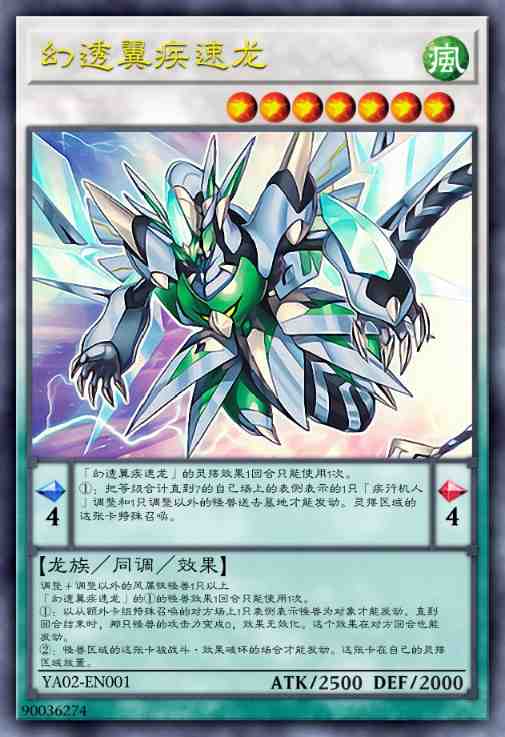 幻透翼疾速龙
風
「幻透翼疾速龙」的灵摆效果1回合只能使用1次。
①：把等级合计直到7的自己场上的表侧表示的1只「疾行机人」调整和1只调整以外的怪兽送去墓地才能发动。灵摆区域的这张卡特殊召唤。
4
4
【龙族／同调／效果】
调整＋调整以外的风属性怪兽1只以上
「幻透翼疾速龙」的①的怪兽效果1回合只能使用1次。
①：以从额外卡组特殊召唤的对方场上1只表侧表示怪兽为对象才能发动。直到
回合结束时，那只怪兽的攻击力变成0，效果无效化。这个效果在对方回合也能
发动。
②：怪兽区域的这张卡被战斗·效果破坏的场合才能发动。这张卡在自己的灵摆
区域放置。
YA02-EN001
ATK/2500 DEF/2000
90036274